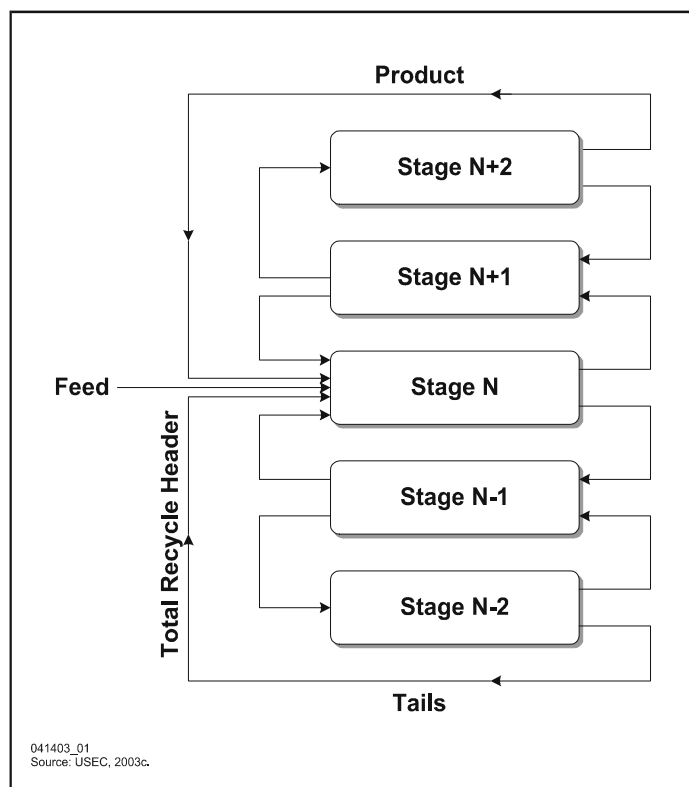 Product
Stage N+2
Stage N+1
Feed
Stage N
Total Recycle Header
Stage N-1
Stage N-2
Tails
041403_01
Source: USEC, 2003c.